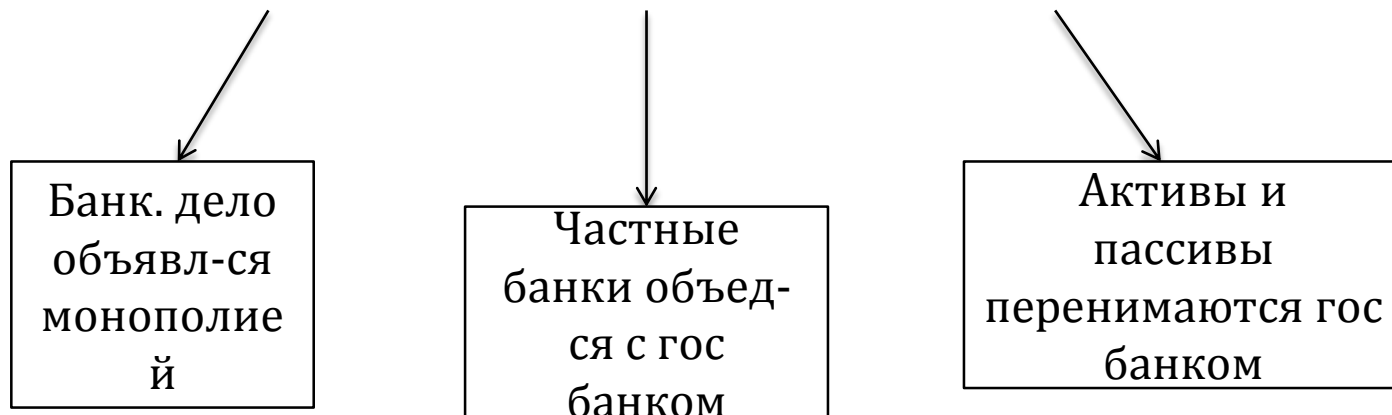 Банк. дело
объявл-ся
монополие
й
Частные
банки объед-
ся с гос
банком
Активы и
пассивы
перенимаются гос
банком